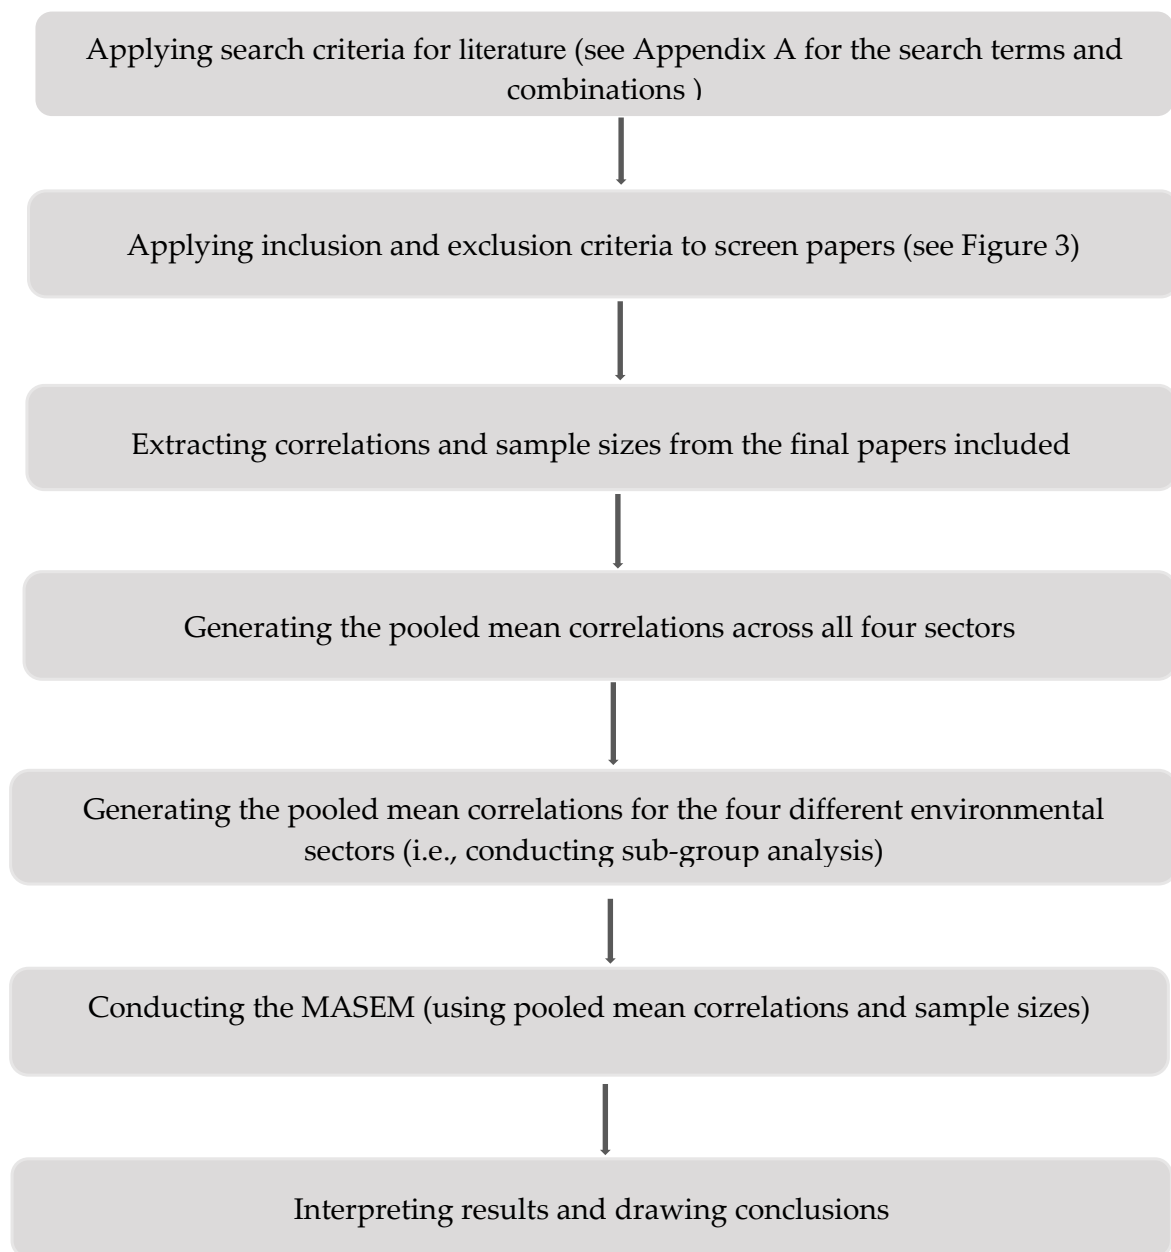 Applying search criteria for literature (see Appendix A for the search terms and
combinations )
Applying inclusion and exclusion criteria to screen papers (see Figure 3)
Extracting correlations and sample sizes from the final papers included
Generating the pooled mean correlations across all four sectors
Generating the pooled mean correlations for the four different environmental
sectors (i.e., conducting sub-group analysis)
Conducting the MASEM (using pooled mean correlations and sample sizes)
Interpreting results and drawing conclusions